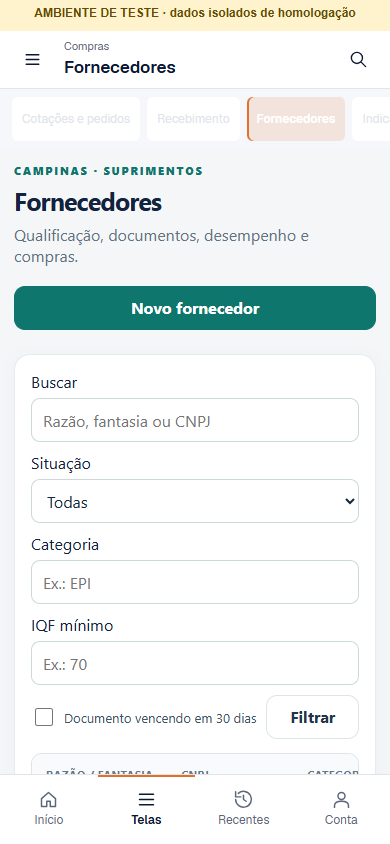 AMBIENTE DE TESTE · dados isolados de homologação
Compras
Fornecedores
Cotações e pedidos
Recebimento
Fornecedores
CAMPINAS · SUPRIMENTOS
Fornecedores
Qualificação, documentos, desempenho e
compras.
Novo fornecedor
Buscar
Razão, fantasia ou CNPJ
Situação
Todas
Categoria
Ex.: EPI
IQF mínimo
Ex.: 70
Documento vencendo em 30 dias
Filtrar
RAZÃO / FANTASIA CNPJ
Início
Telas
Recentes
Conta